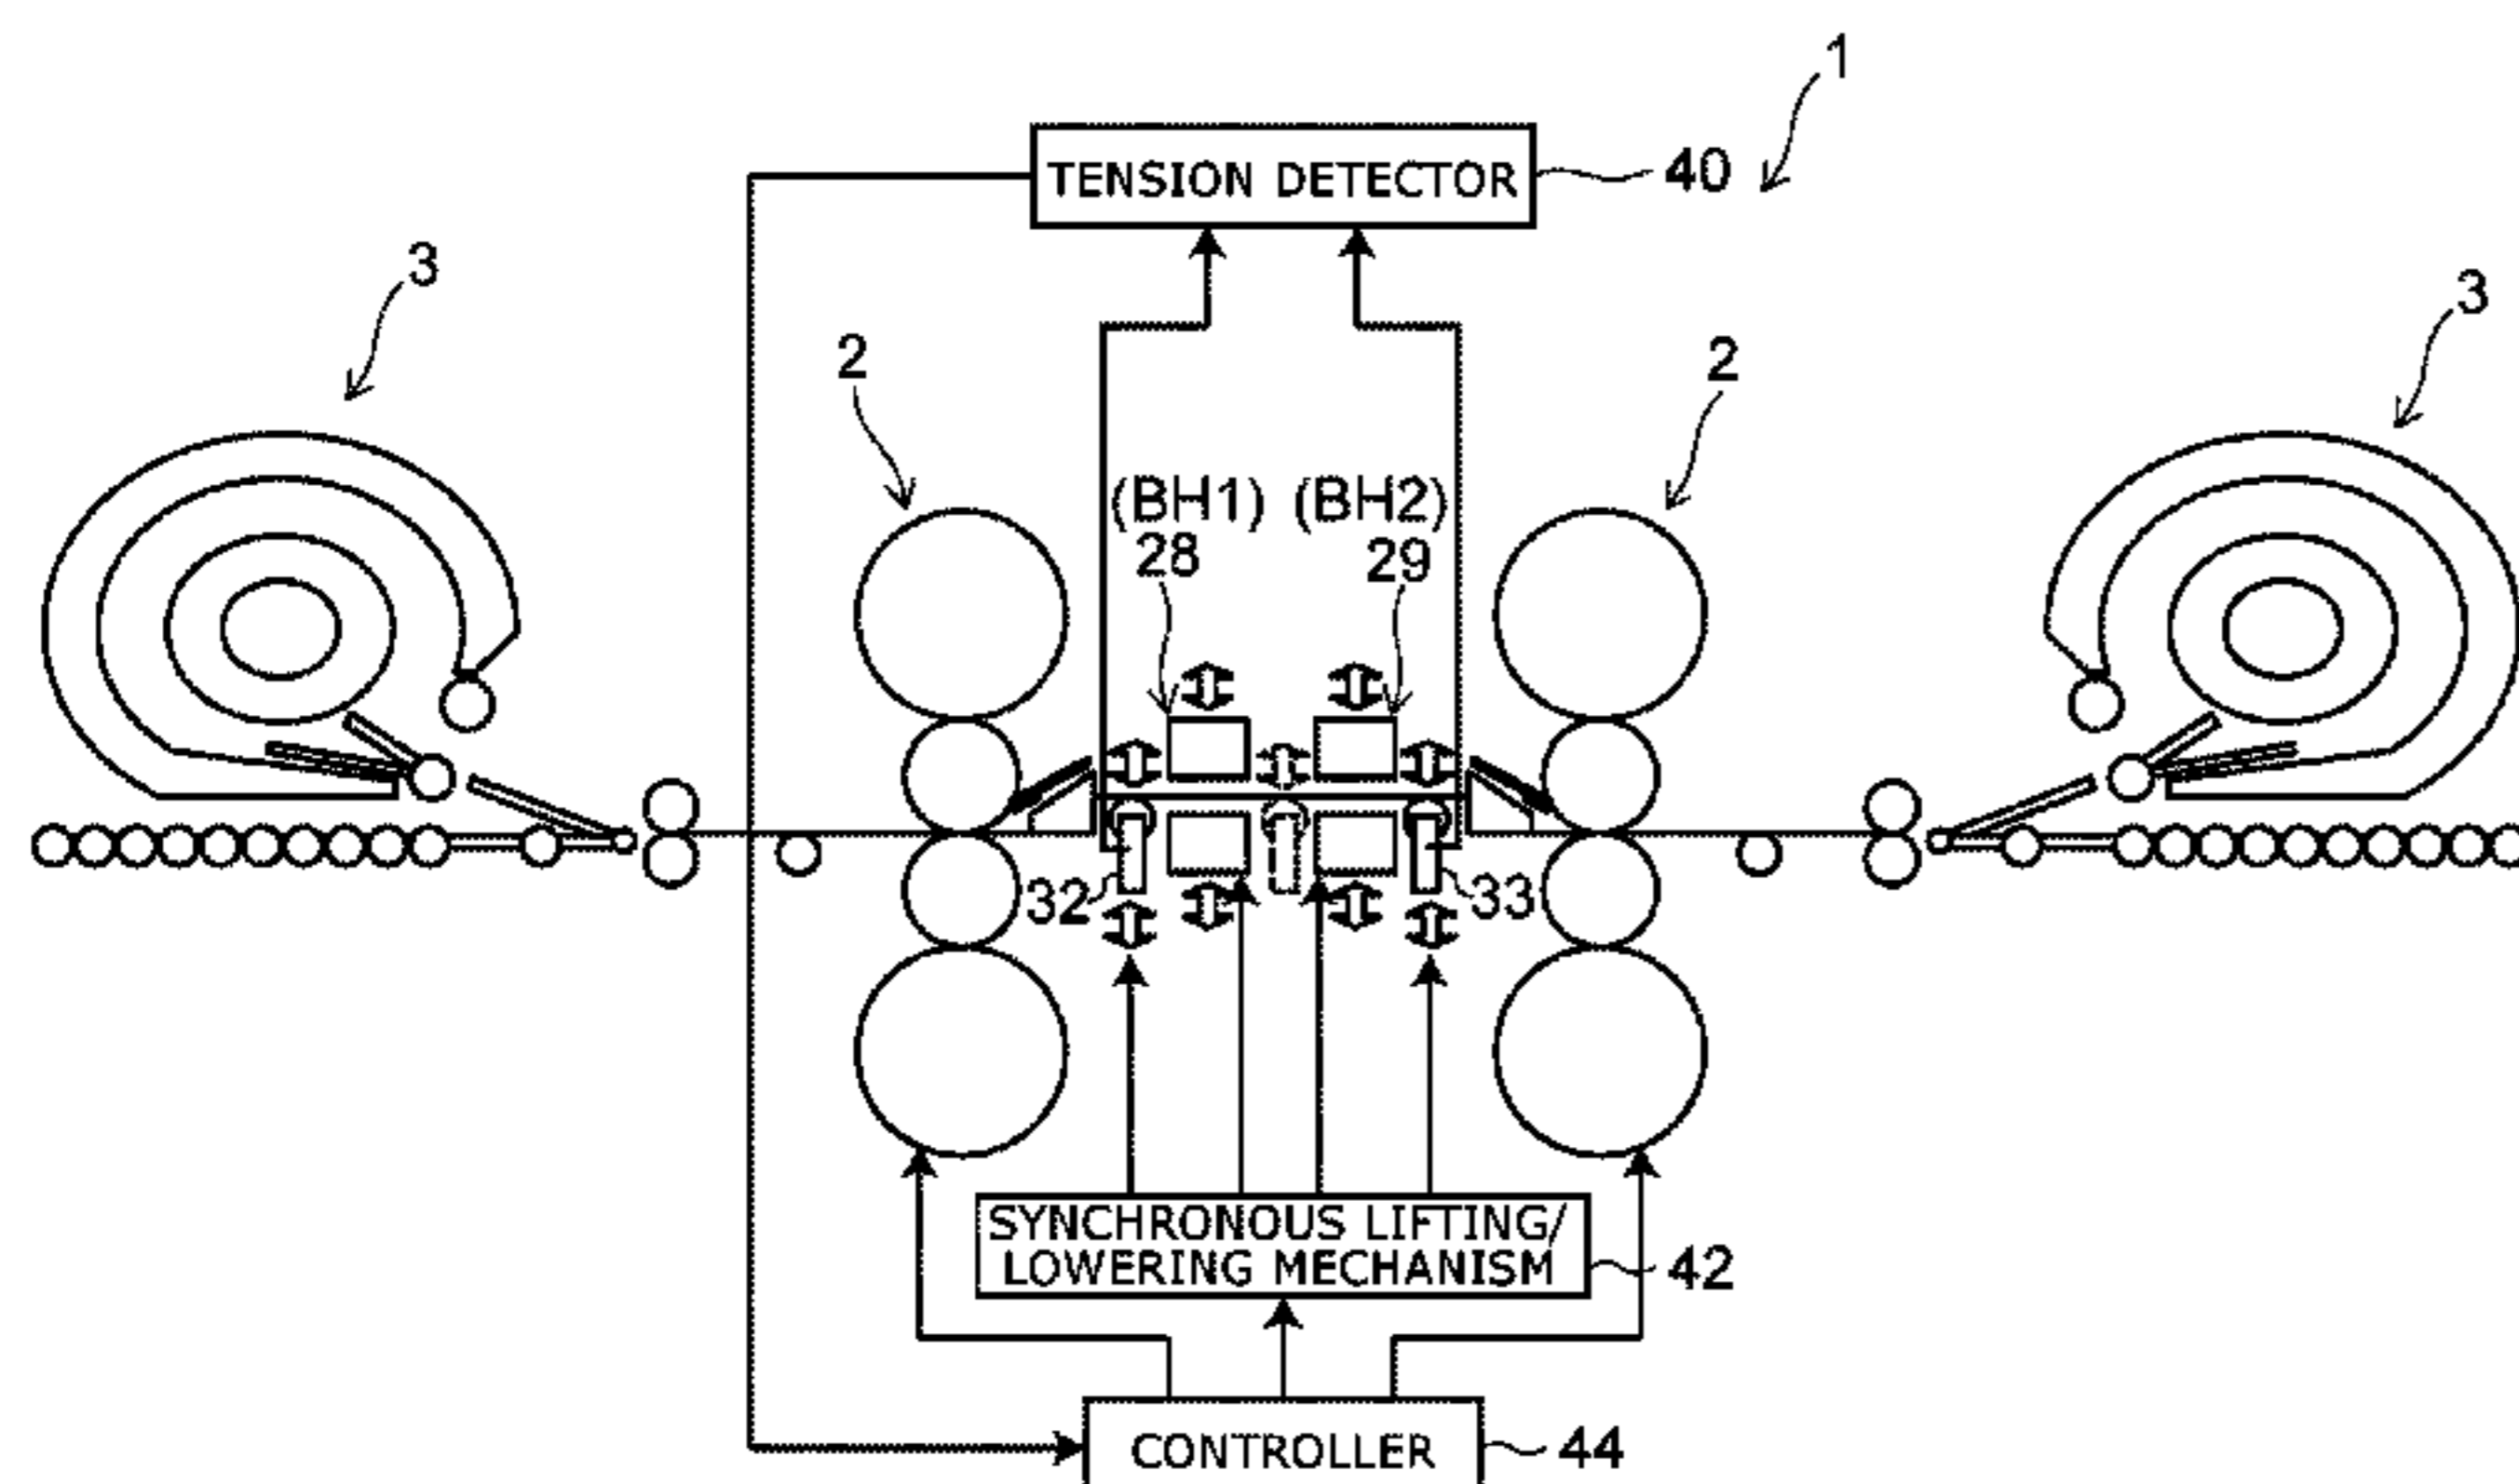 1
TENSION DETECTOR
40
3
3
2
2
(BH1) (BH2)
28
29
32
33
SYNCHRONOUS LIFTING/
LOWERING MECHANISM
42
CONTROLLER
44